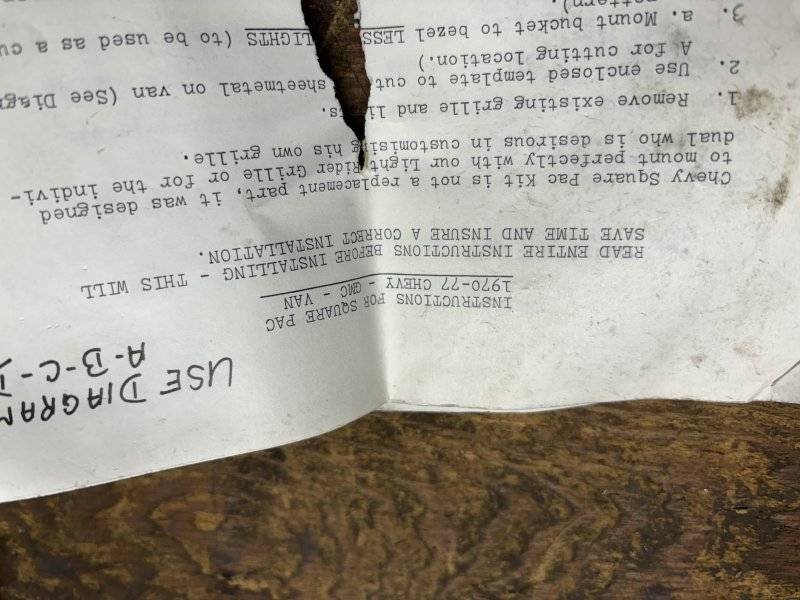 USE DIAGRAM
A-B-C-
INSTRUCTIONS FOR SQUARE PAC
1970-77 CHEVY - GMC - VAN
READ ENTIRE INSTRUCTIONS BEFORE INSTALLING - THIS WILL
SAVE TIME AND INSURE A CORRECT INSTALLATION.
Chevy Square Pac Kit is not a replacement part, it was designed
to mount perfectly with our Light Rider Grille or for the indivi-
dual who is desirous in customising his own grille.
1. Remove existing grille and
2. Use enclosed template to cut sheetmetal on van (See
A for cutting location.)
3. a. Mount bucket to bezel LESS LIGHTS (to be used as a